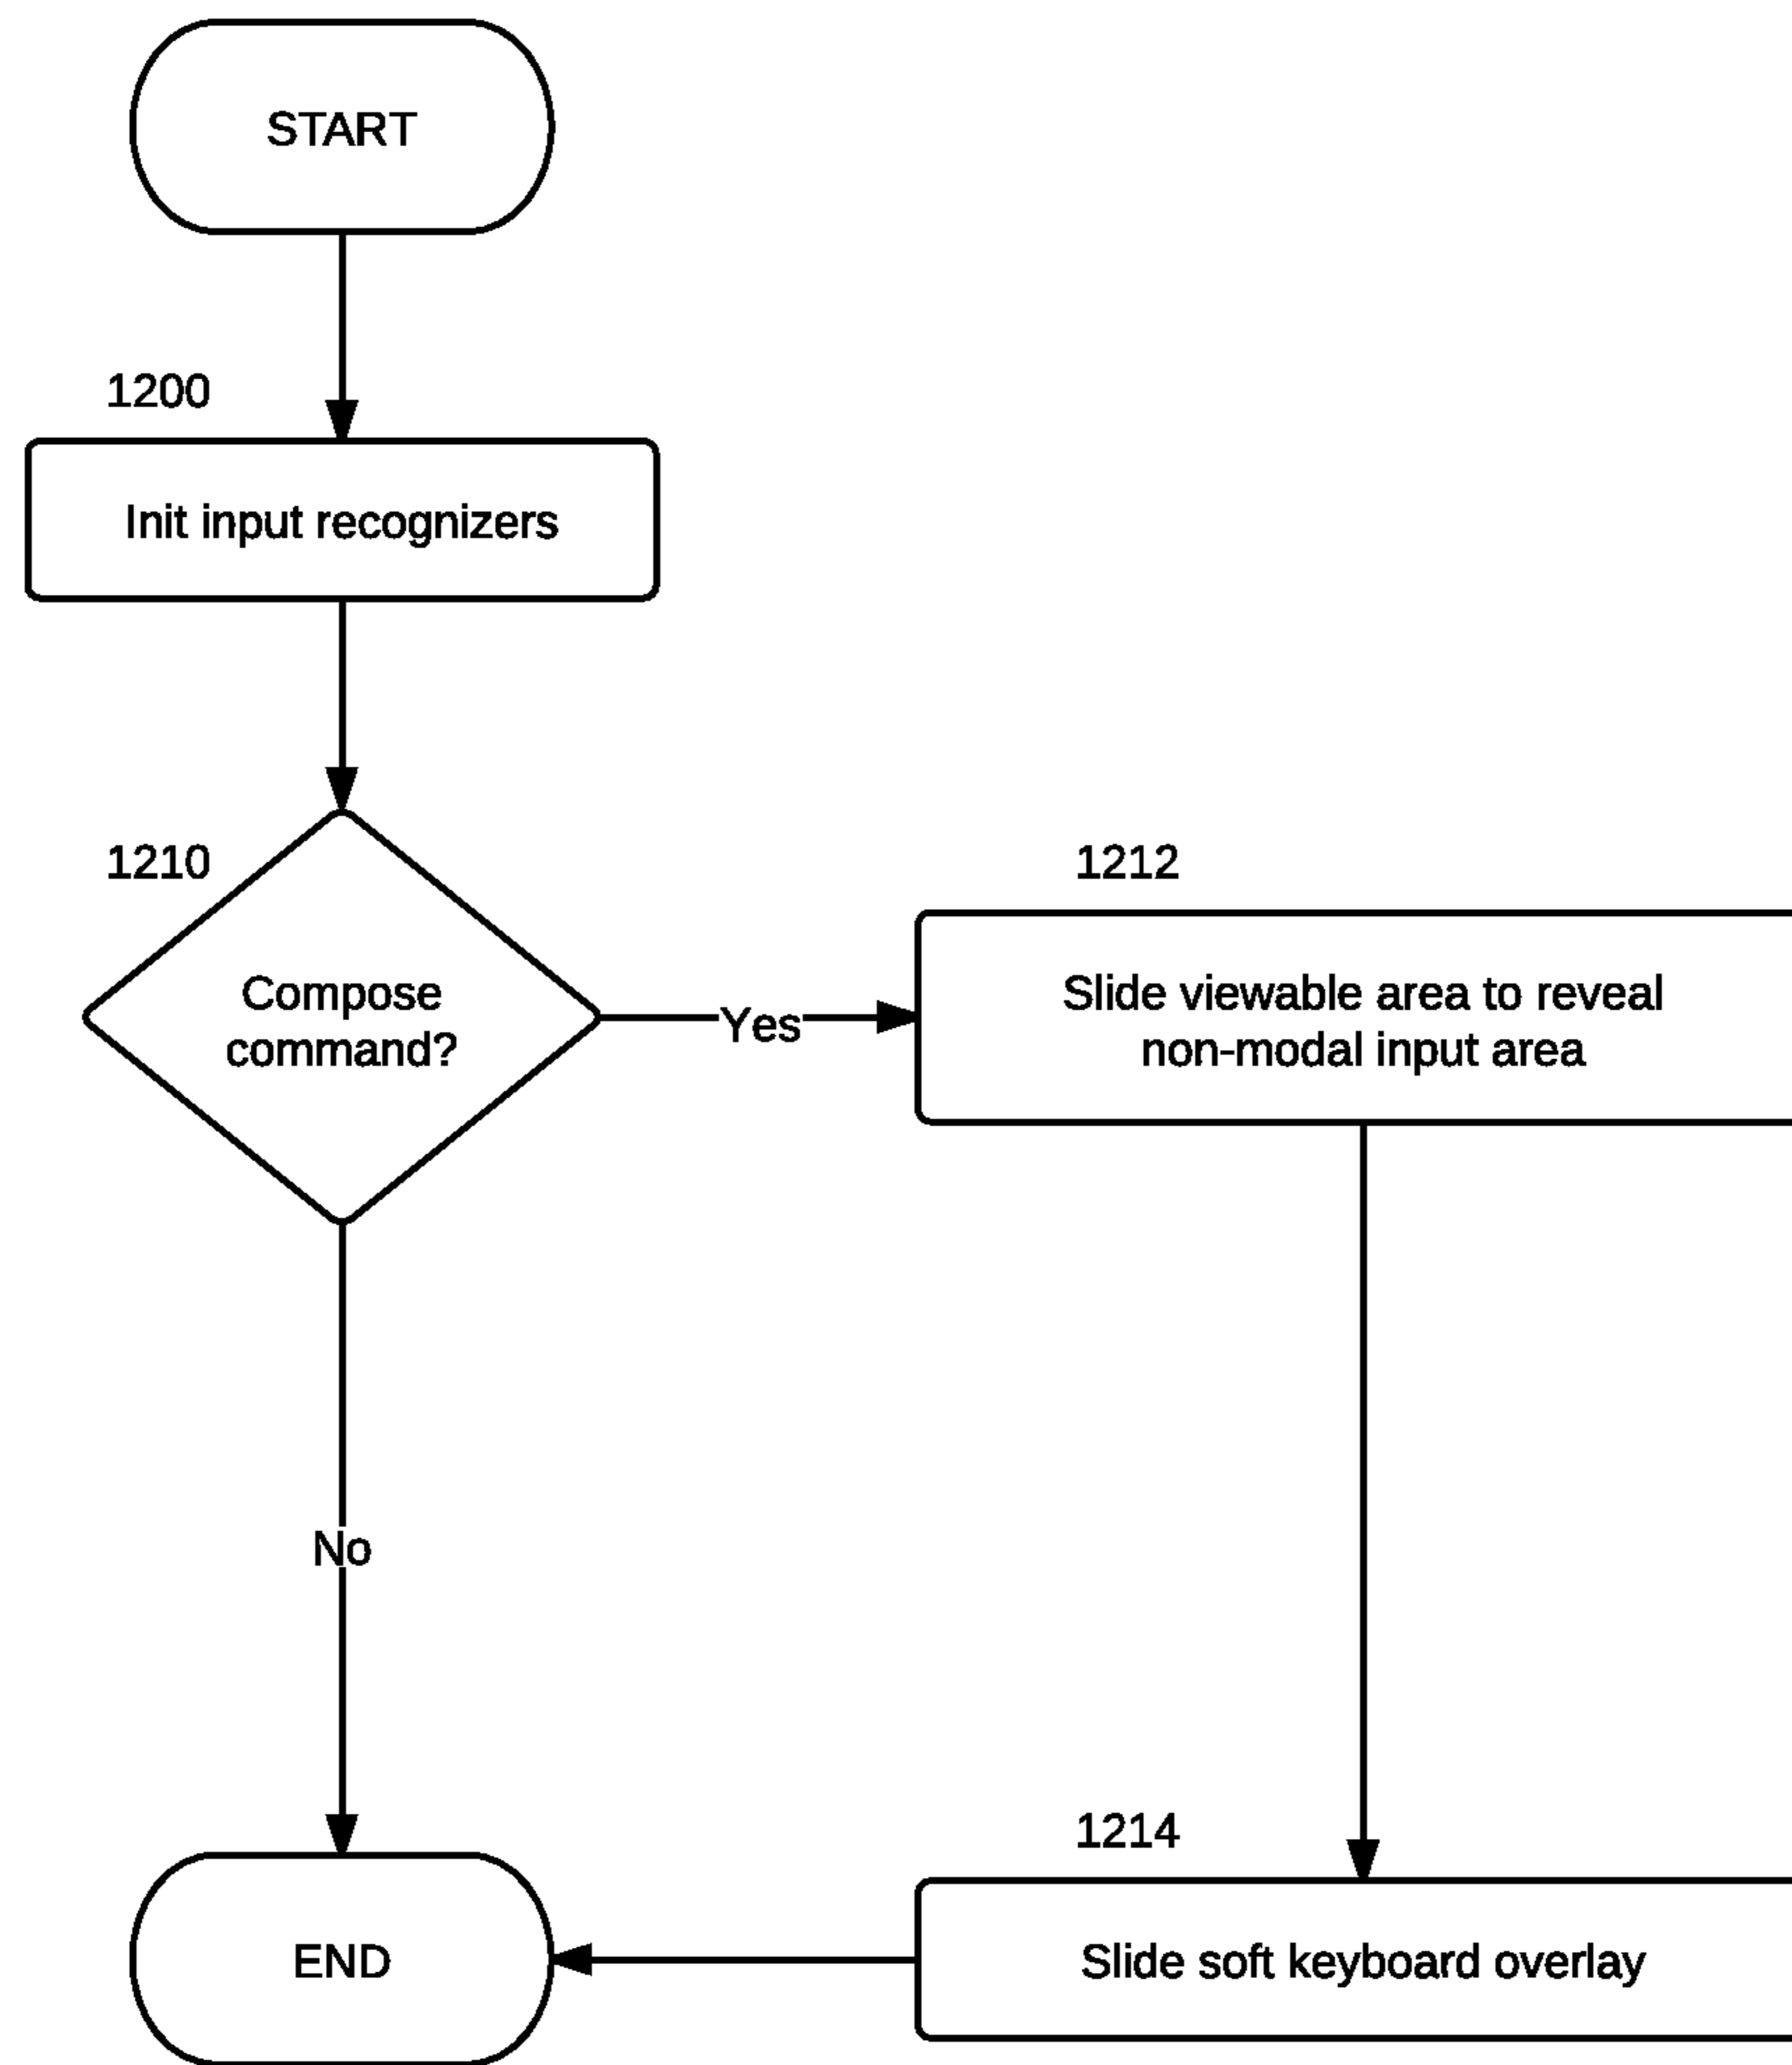 START
1200
Init input recognizers
1210
Compose
command?
Yes
1212
Slide viewable area to reveal
non-modal input area
No
1214
Slide soft keyboard overlay
END